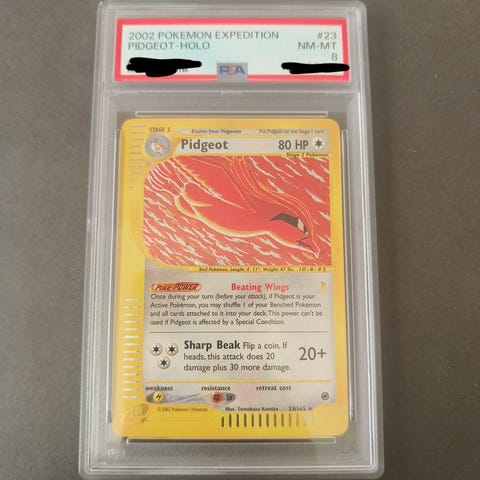 2002 POKEMON EXPEDITION #23
PIDGEOT-HOLO NM-MT
8
PSA
STAGE 2 Evolves from Pidgeotto Put Pidgeot on the Stage 1 card
Pidgeot 80 HP
Stage 2 Pokémon
Bird Pokémon. Length: 4' 11", Weight: 87 lbs. 10-8-92
Poké-POWER Beating Wings
Once during your turn (before your attack), if Pidgeot is your
Active Pokémon, you may shuffle 1 of your Benched Pokémon
and all cards attached to it into your deck. This power can't be
used if Pidgeot is affected by a Special Condition.
Sharp Beak Flip a coin. If
heads, this attack does 20
damage plus 30 more damage.
20+
weakness resistance retreat cost
© 2002 Pokémon / Nintendo Illus. Tomokazu Komiya 23/165 ★